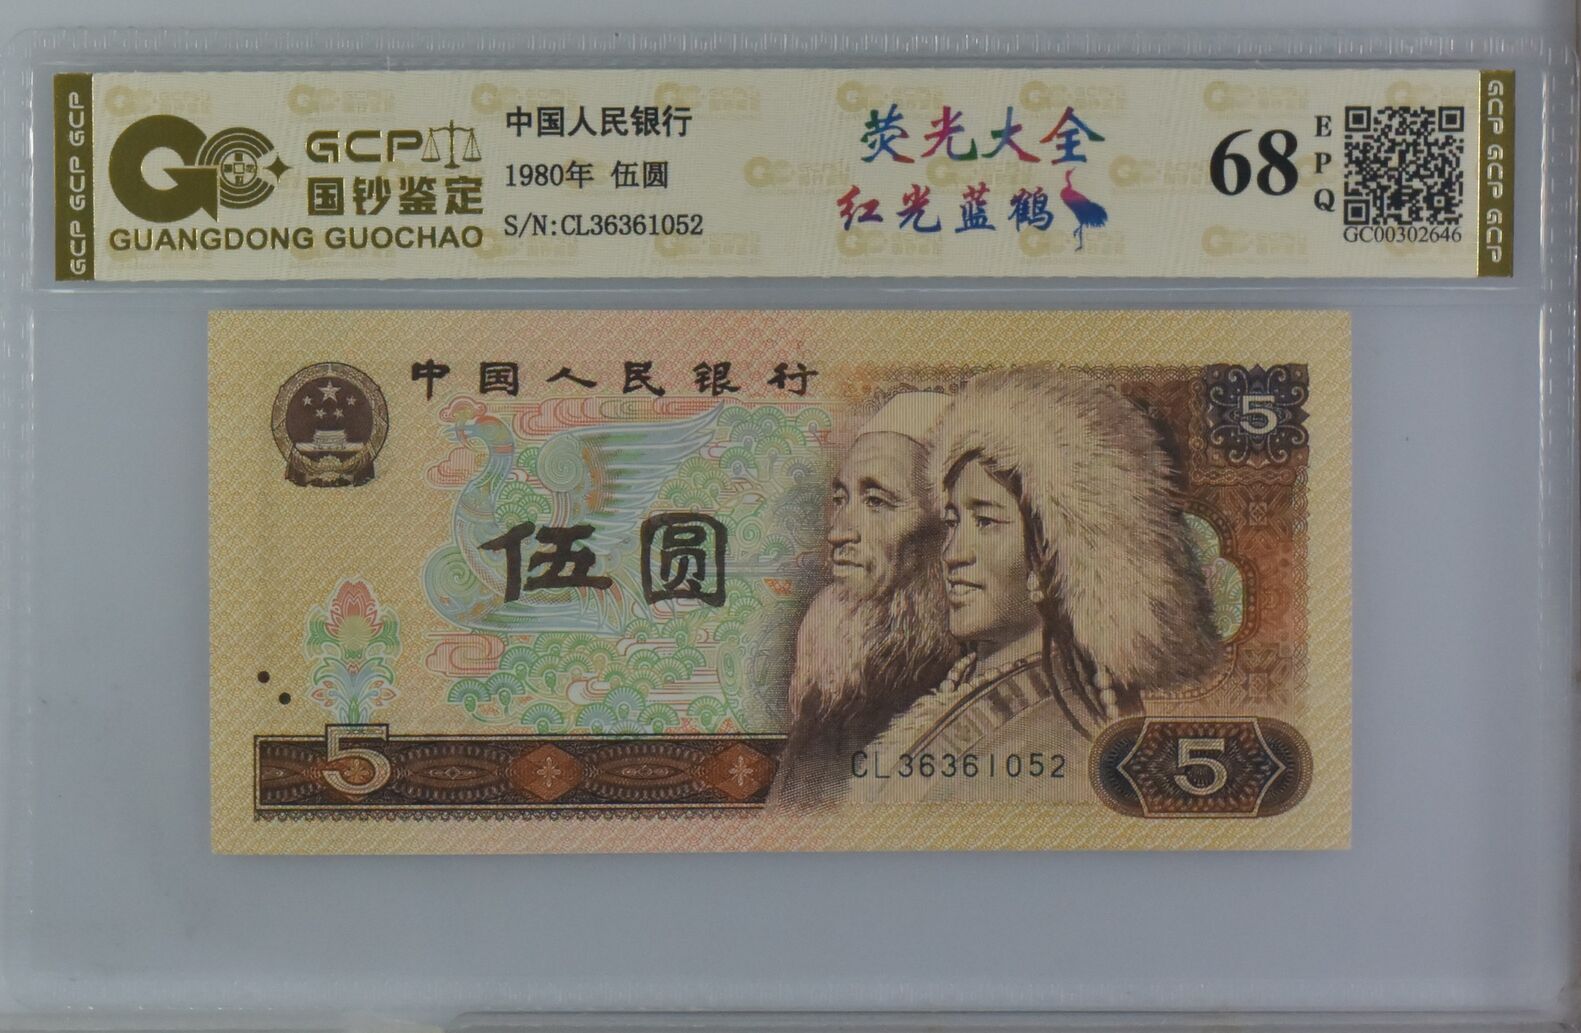 GCP GCP GCP
GCP
国钞鉴定
GUANGDONG GUOCHAO
中国人民银行
1980年 伍圆
S/N:CL36361052
荧光大全
红光蓝鹤
68
EPQ
GC00302646
GCP GCP GCP
中国人民银行
5
伍圆
5
CL36361052
5